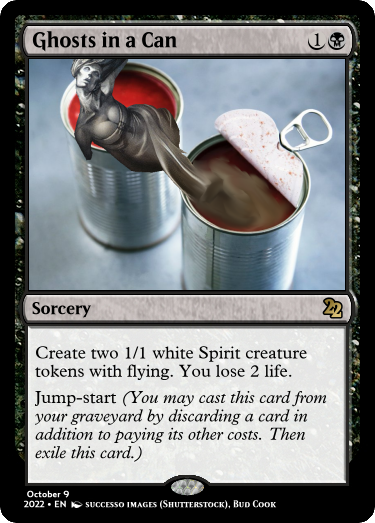 Ghosts in a Can 1
Sorcery 22
Create two 1/1 white Spirit creature
tokens with flying. You lose 2 life.
Jump-start (You may cast this card from
your graveyard by discarding a card in
addition to paying its other costs. Then
exile this card.)
October 9
2022 • EN SUCCESSO IMAGES (SHUTTERSTOCK), BUD COOK